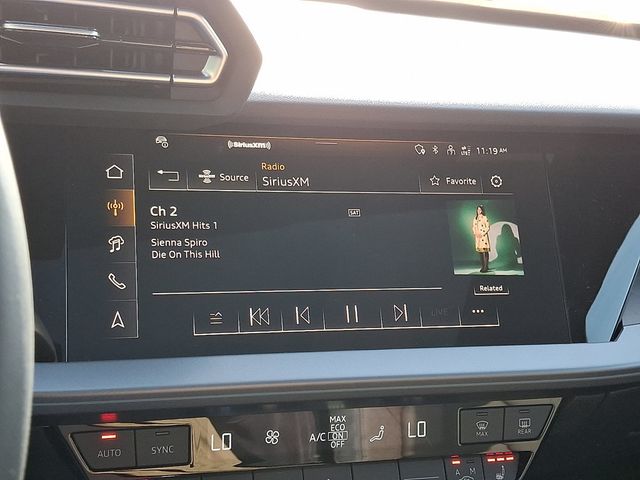 SiriusXM
LTE 11:19 AM
Source
Radio
SiriusXM
Favorite
Ch 2
SAT
SiriusXM Hits 1
Sienna Spiro
Die On This Hill
Related
LIVE
AUTO
SYNC
LO
A/C
MAX
ECO
ON
OFF
LO
MAX
REAR
A M